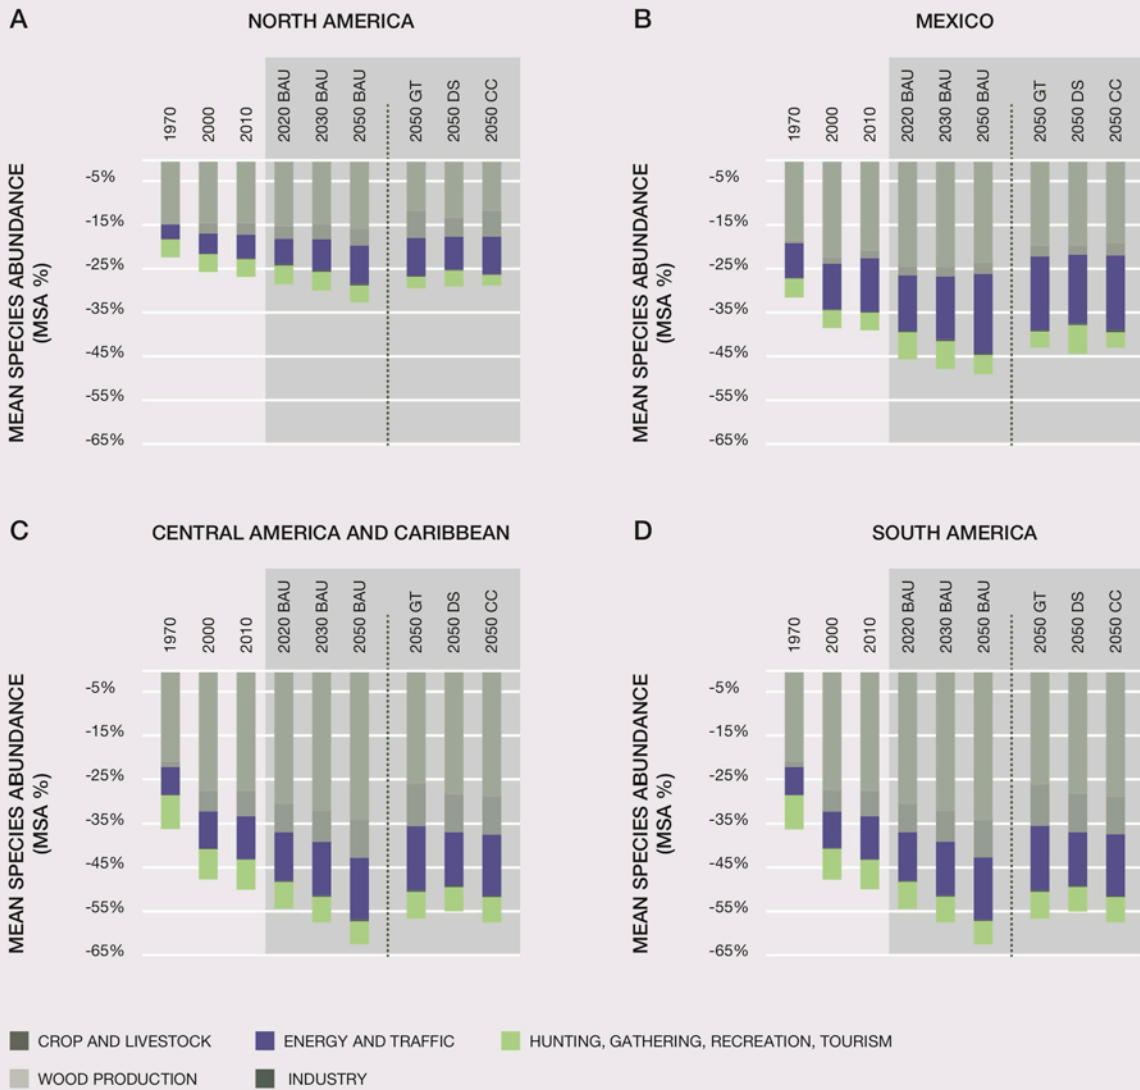 A
NORTH AMERICA
1970
2000
2010
2020 BAU
2030 BAU
2050 BAU
2050 GT
2050 DS
2050 CC
MEAN SPECIES ABUNDANCE
(MSA %)
-5%
-15%
-25%
-35%
-45%
-55%
-65%
B
MEXICO
1970
2000
2010
2020 BAU
2030 BAU
2050 BAU
2050 GT
2050 DS
2050 CC
MEAN SPECIES ABUNDANCE
(MSA %)
-5%
-15%
-25%
-35%
-45%
-55%
-65%
C
CENTRAL AMERICA AND CARIBBEAN
1970
2000
2010
2020 BAU
2030 BAU
2050 BAU
2050 GT
2050 DS
2050 CC
MEAN SPECIES ABUNDANCE
(MSA %)
-5%
-15%
-25%
-35%
-45%
-55%
-65%
D
SOUTH AMERICA
1970
2000
2010
2020 BAU
2030 BAU
2050 BAU
2050 GT
2050 DS
2050 CC
MEAN SPECIES ABUNDANCE
(MSA %)
-5%
-15%
-25%
-35%
-45%
-55%
-65%
CROP AND LIVESTOCK
ENERGY AND TRAFFIC
HUNTING, GATHERING, RECREATION, TOURISM
WOOD PRODUCTION
INDUSTRY